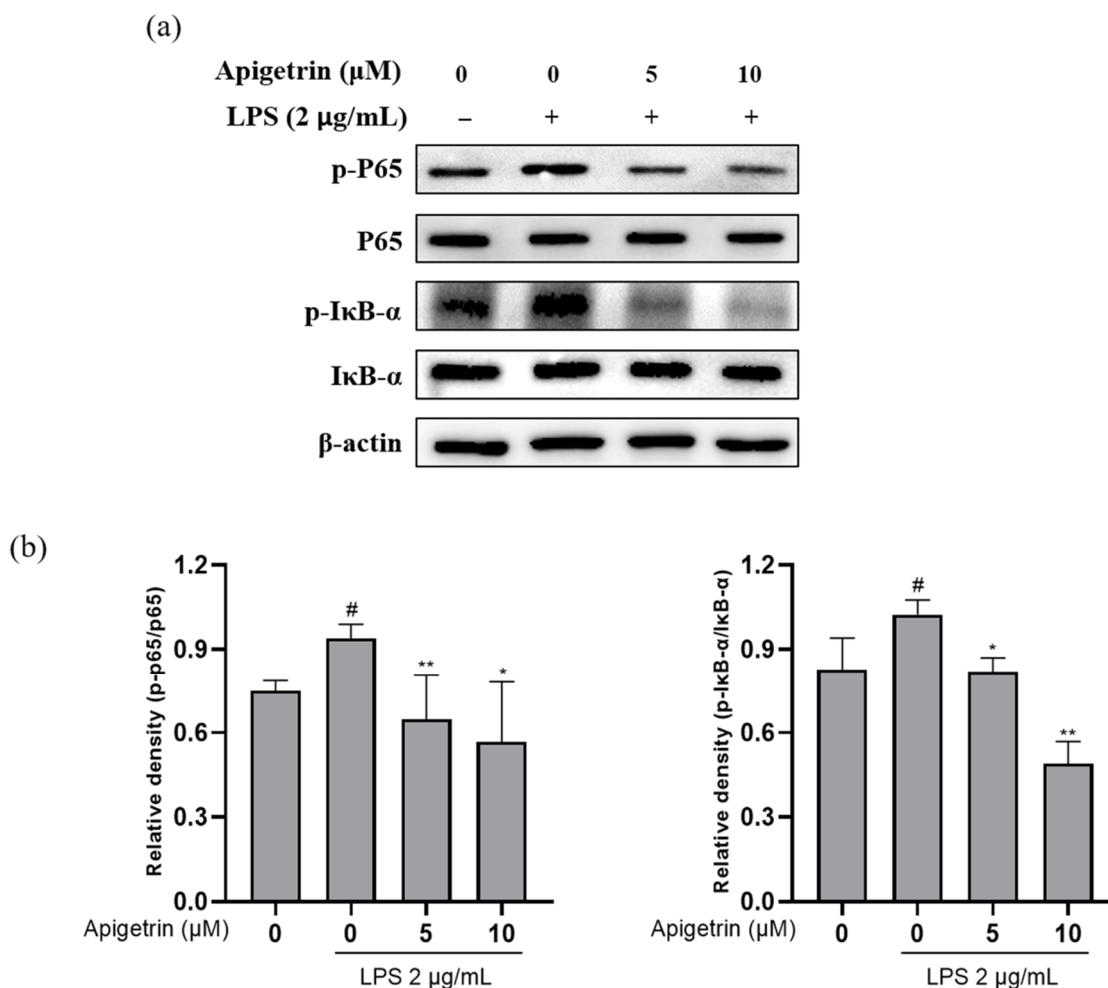 (a)
Apigetrin (μM) 0 0 5 10
LPS (2 μg/mL) – + + +
p-P65
P65
p-IκB-α
IκB-α
β-actin
(b)
Relative density (p-p65/p65)
1.2
0.9
0.6
0.3
0.0
#
**
*
Apigetrin (μM) 0 0 5 10
LPS 2 μg/mL
Relative density (p-IκB-α/IκB-α)
1.2
0.9
0.6
0.3
0.0
#
*
**
Apigetrin (μM) 0 0 5 10
LPS 2 μg/mL